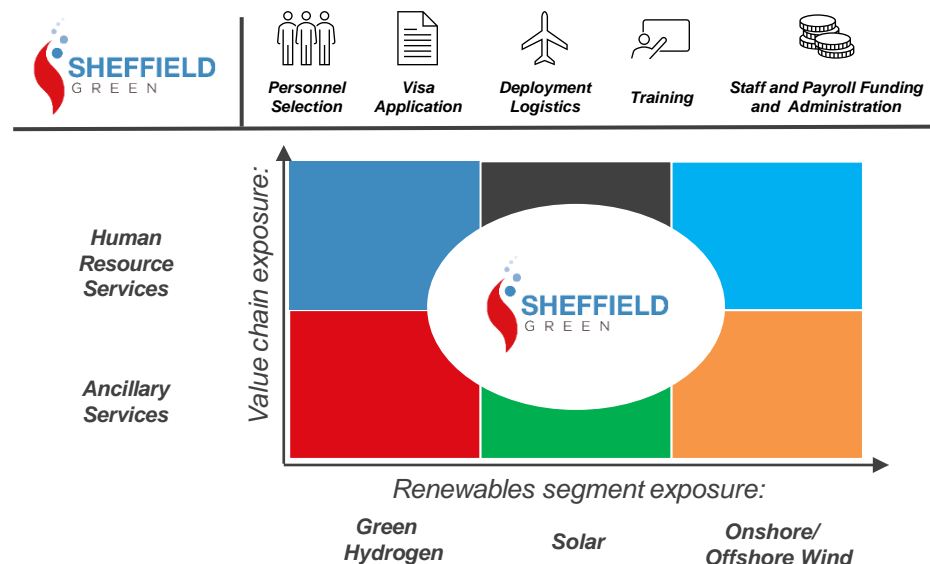 SHEFFIELD
GREEN
Personnel
Selection
Visa
Application
Deployment
Logistics
Training
Staff and Payroll Funding
and Administration
Value chain exposure:
Human
Resource
Services
SHEFFIELD
GREEN
Ancillary
Services
Renewables segment exposure:
Green
Hydrogen
Solar
Onshore/
Offshore Wind